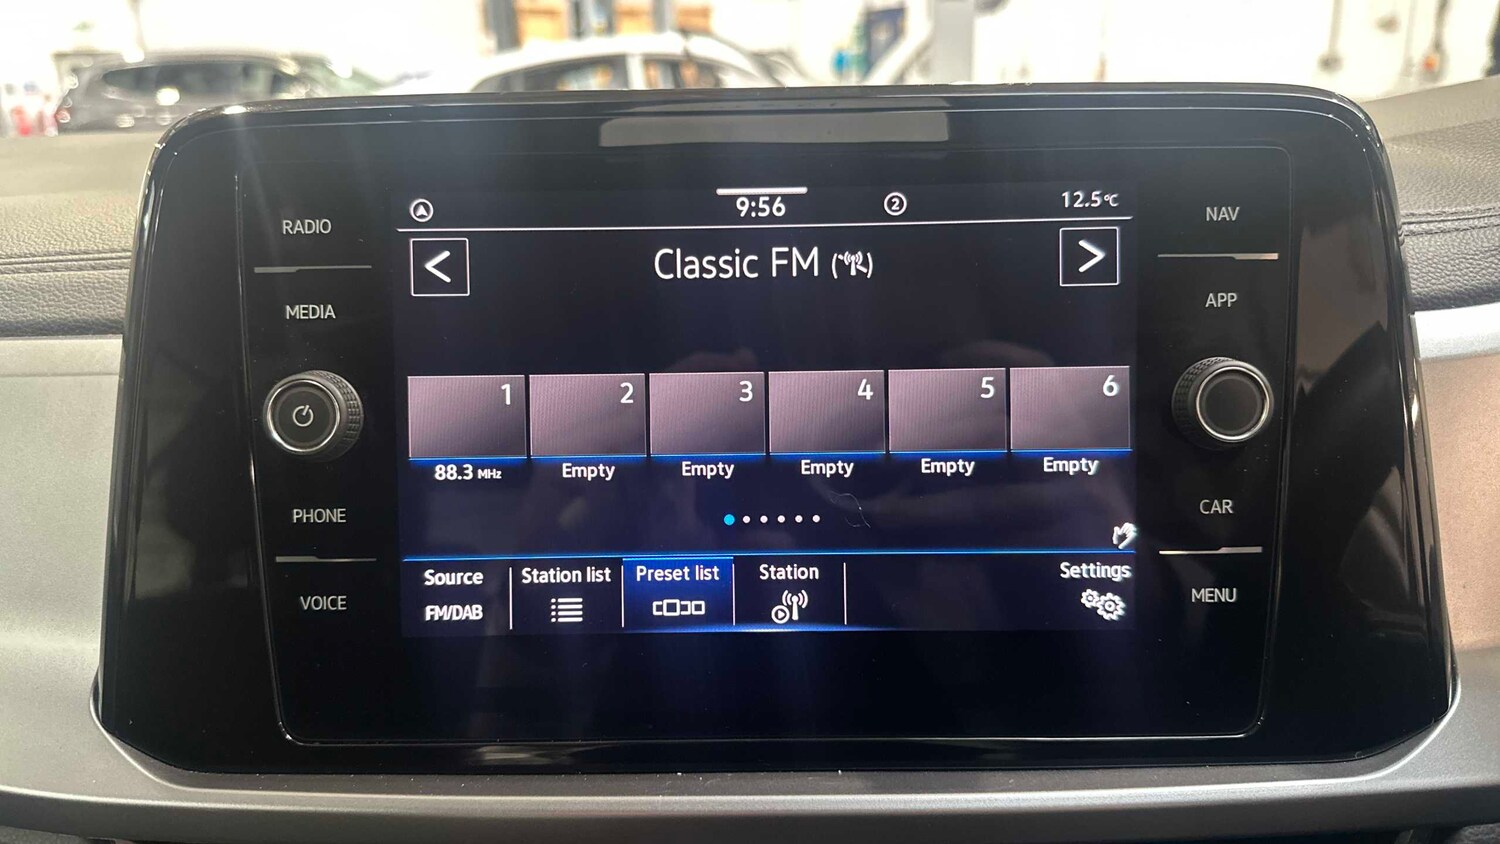 9:56
2
12.5°C
RADIO
NAV
<
Classic FM
>
MEDIA
APP
1
2
3
4
5
6
88.3 MHz
Empty
Empty
Empty
Empty
Empty
PHONE
CAR
Source
Station list
Preset list
Station
Settings
FM/DAB
VOICE
MENU